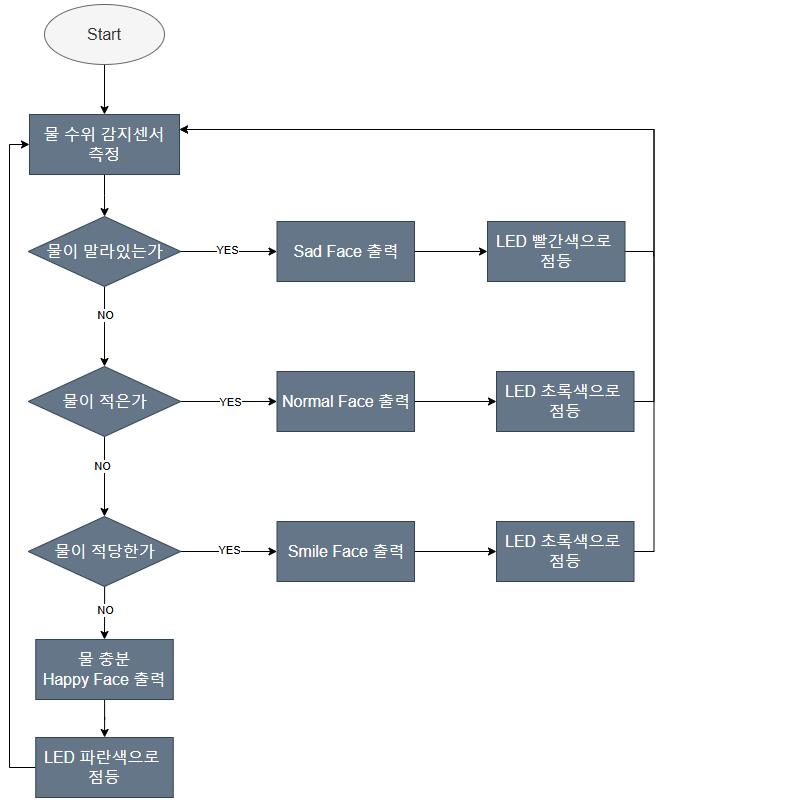 Start
물 수위 감지센서
측정
물이 말라있는가
YES
Sad Face 출력
LED 빨간색으로
점등
NO
물이 적은가
YES
Normal Face 출력
LED 초록색으로
점등
NO
물이 적당한가
YES
Smile Face 출력
LED 초록색으로
점등
NO
물 충분
Happy Face 출력
LED 파란색으로
점등